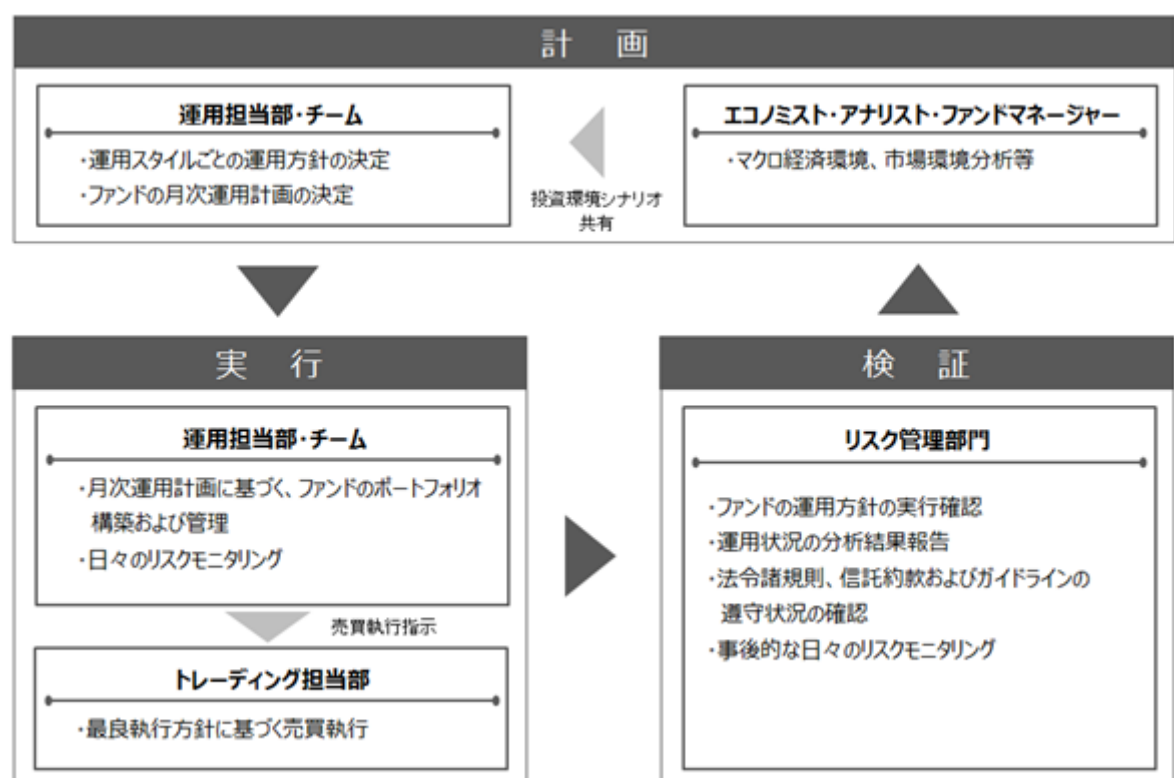 計 画
運用担当部・チーム
・運用スタイルごとの運用方針の決定
・ファンドの月次運用計画の決定
投資環境シナリオ
共有
エコノミスト・アナリスト・ファンドマネージャー
・マクロ経済環境、市場環境分析等
実 行
運用担当部・チーム
・月次運用計画に基づく、ファンドのポートフォリオ
構築および管理
・日々のリスクモニタリング
売買執行指示
トレーディング担当部
・最良執行方針に基づく売買執行
検 証
リスク管理部門
・ファンドの運用方針の実行確認
・運用状況の分析結果報告
・法令諸規則、信託約款およびガイドラインの
遵守状況の確認
・事後的な日々のリスクモニタリング